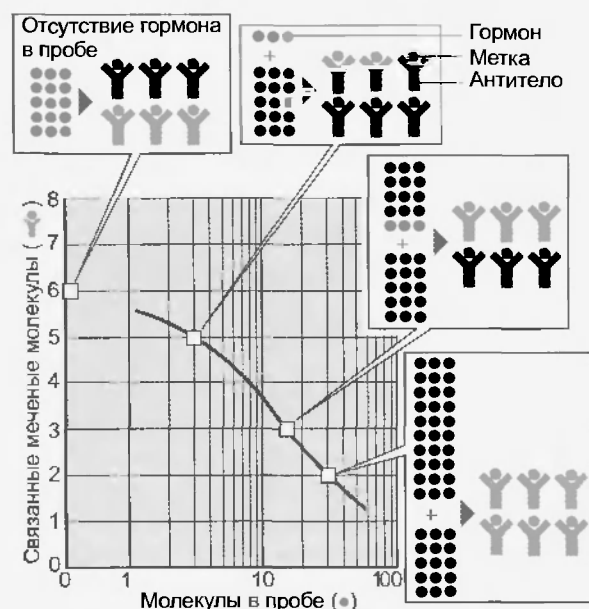 Отсутствие гормона
в пробе
Гормон
Метка
Антитело
+
+
+
Связанные меченые молекулы ( )
8
7
6
5
4
3
2
1
0
0
1
10
100
Молекулы в пробе ( )